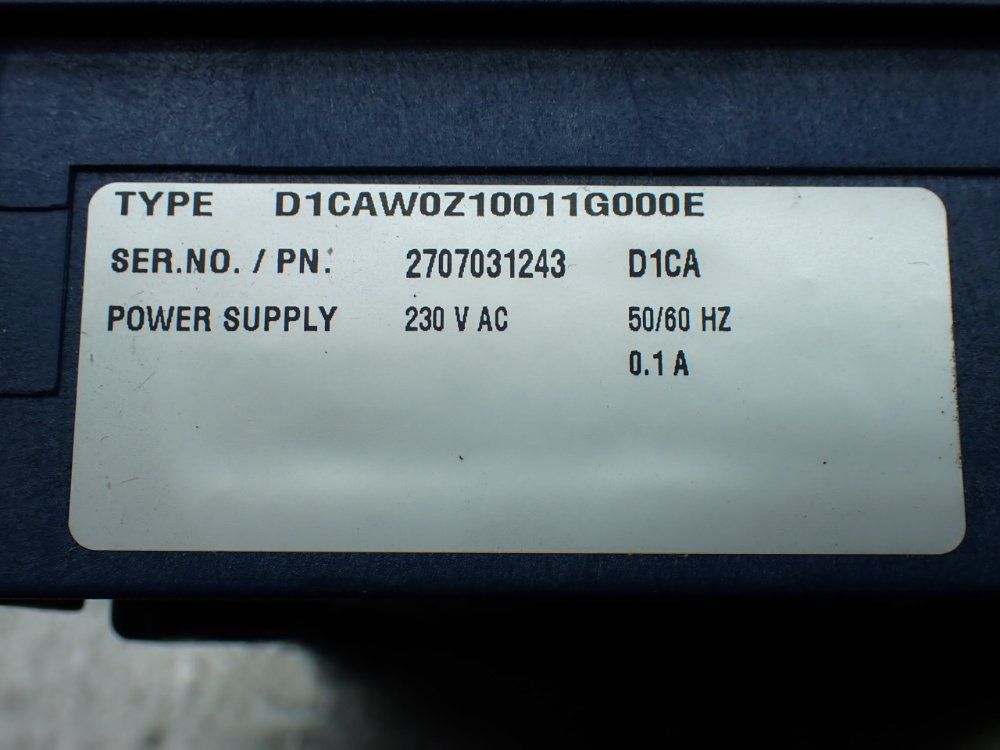 TYPE D1CAW0Z10011G000E
SER.NO. / PN. 2707031243 D1CA
POWER SUPPLY 230 V AC 50/60 HZ
0.1 A